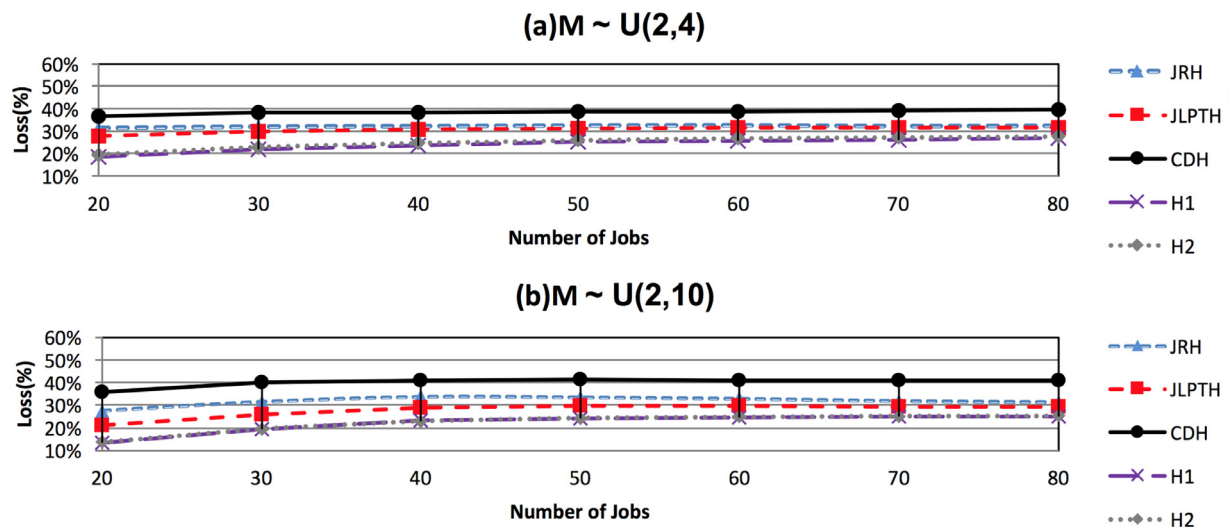 (a)M ~ U(2,4)
60%
50%
40%
30%
20%
10%
Loss(%)
20 30 40 50 60 70 80
Number of Jobs
JRH
JLPTH
CDH
H1
H2
(b)M ~ U(2,10)
60%
50%
40%
30%
20%
10%
Loss(%)
20 30 40 50 60 70 80
Number of Jobs
JRH
JLPTH
CDH
H1
H2